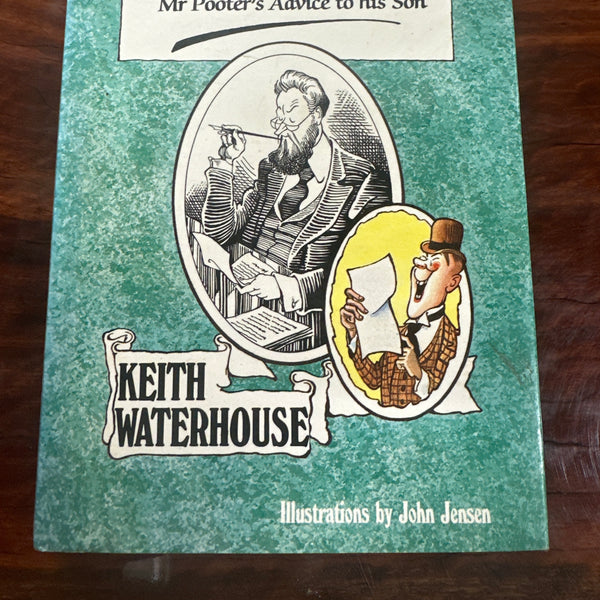 Mr Pooter's Advice to his Son
KEITH
WATERHOUSE
Illustrations by John Jensen